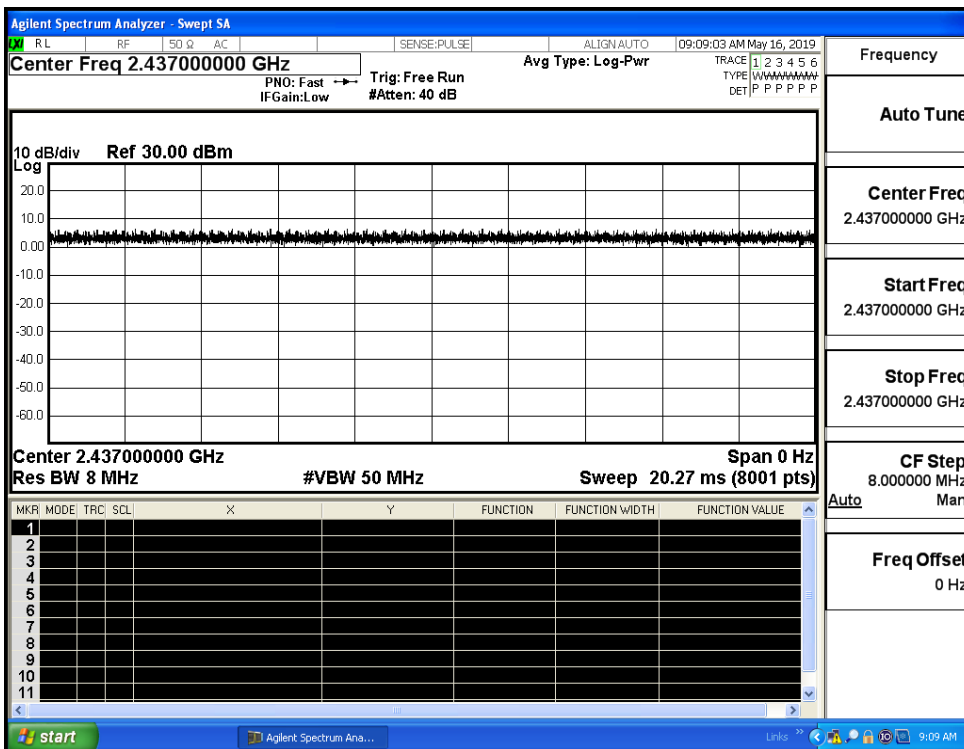 Agilent Spectrum Analyzer - Swept SA
LXI RL RF 50 Ω AC SENSE:PULSE ALIGN AUTO 09:09:03 AM May 16, 2019
Center Freq 2.437000000 GHz
PNO: Fast
IFGain:Low
Trig: Free Run
#Atten: 40 dB
Avg Type: Log-Pwr
TRACE 1 2 3 4 5 6
TYPE WWWWWW
DET P P P P P P
10 dB/div Ref 30.00 dBm
Log
20.0
10.0
0.00
-10.0
-20.0
-30.0
-40.0
-50.0
-60.0
Center 2.437000000 GHz Span 0 Hz
Res BW 8 MHz #VBW 50 MHz Sweep 20.27 ms (8001 pts)
MKR MODE TRC SCL X Y FUNCTION FUNCTION WIDTH FUNCTION VALUE
1
2
3
4
5
6
7
8
9
10
11
Frequency
Auto Tune
Center Freq
2.437000000 GHz
Start Freq
2.437000000 GHz
Stop Freq
2.437000000 GHz
CF Step
8.000000 MHz
Auto Man
Freq Offset
0 Hz
start Agilent Spectrum Ana... Links 9:09 AM